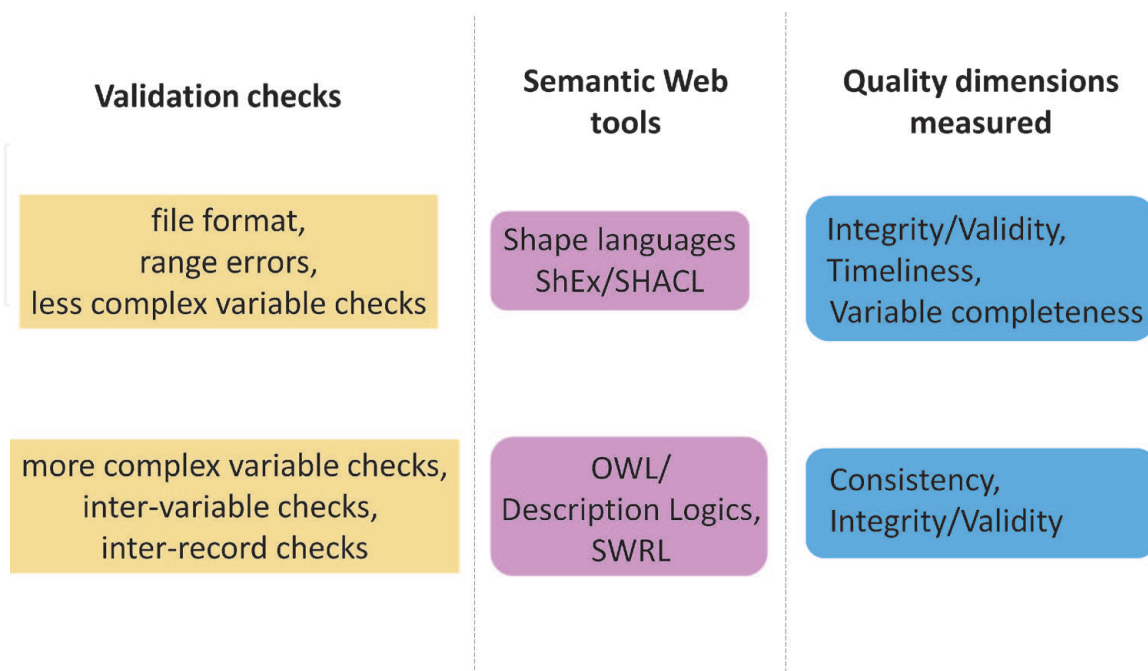 Validation checks
Semantic Web
tools
Quality dimensions
measured
file format,
range errors,
less complex variable checks
Shape languages
ShEx/SHACL
Integrity/Validity,
Timeliness,
Variable completeness
more complex variable checks,
inter-variable checks,
inter-record checks
OWL/
Description Logics,
SWRL
Consistency,
Integrity/Validity